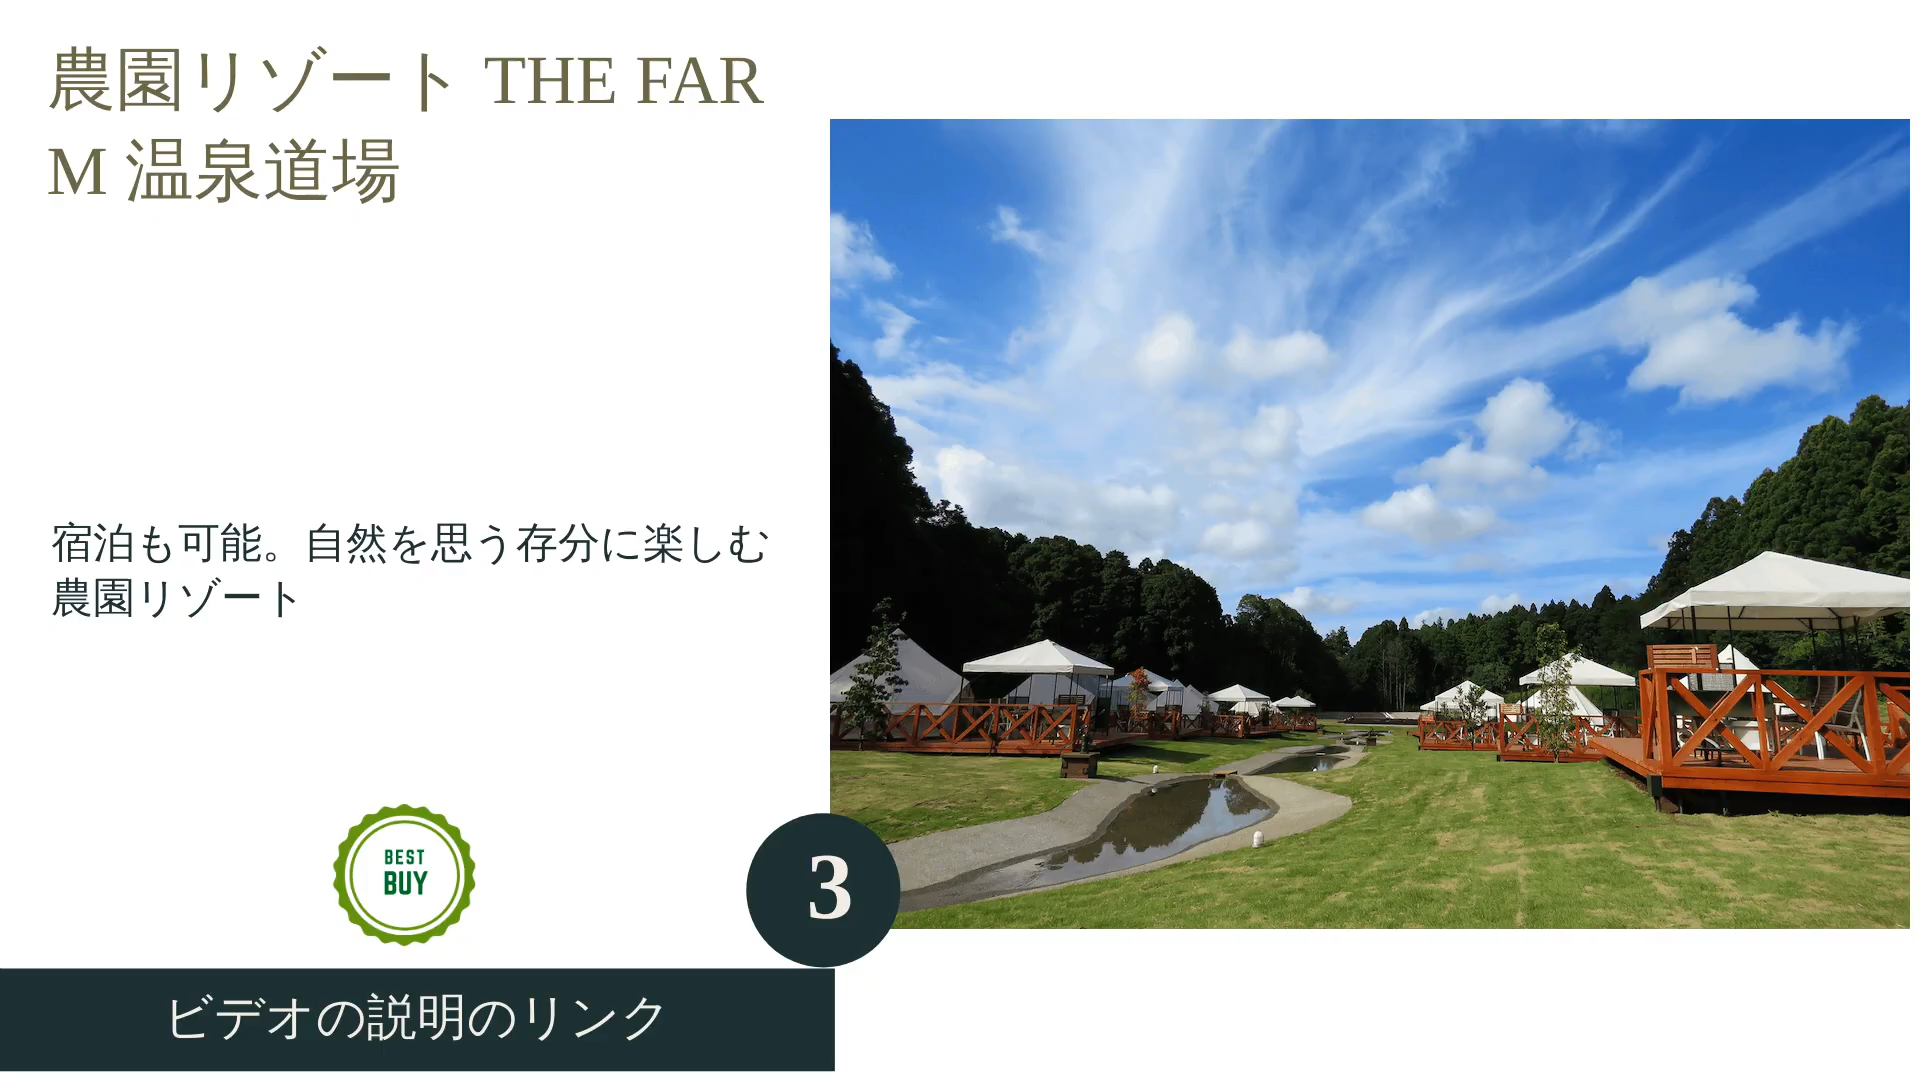 農園リゾート THE FAR
M 温泉道場
宿泊も可能。自然を思う存分に楽しむ
農園リゾート
BEST
BUY
3
ビデオの説明のリンク